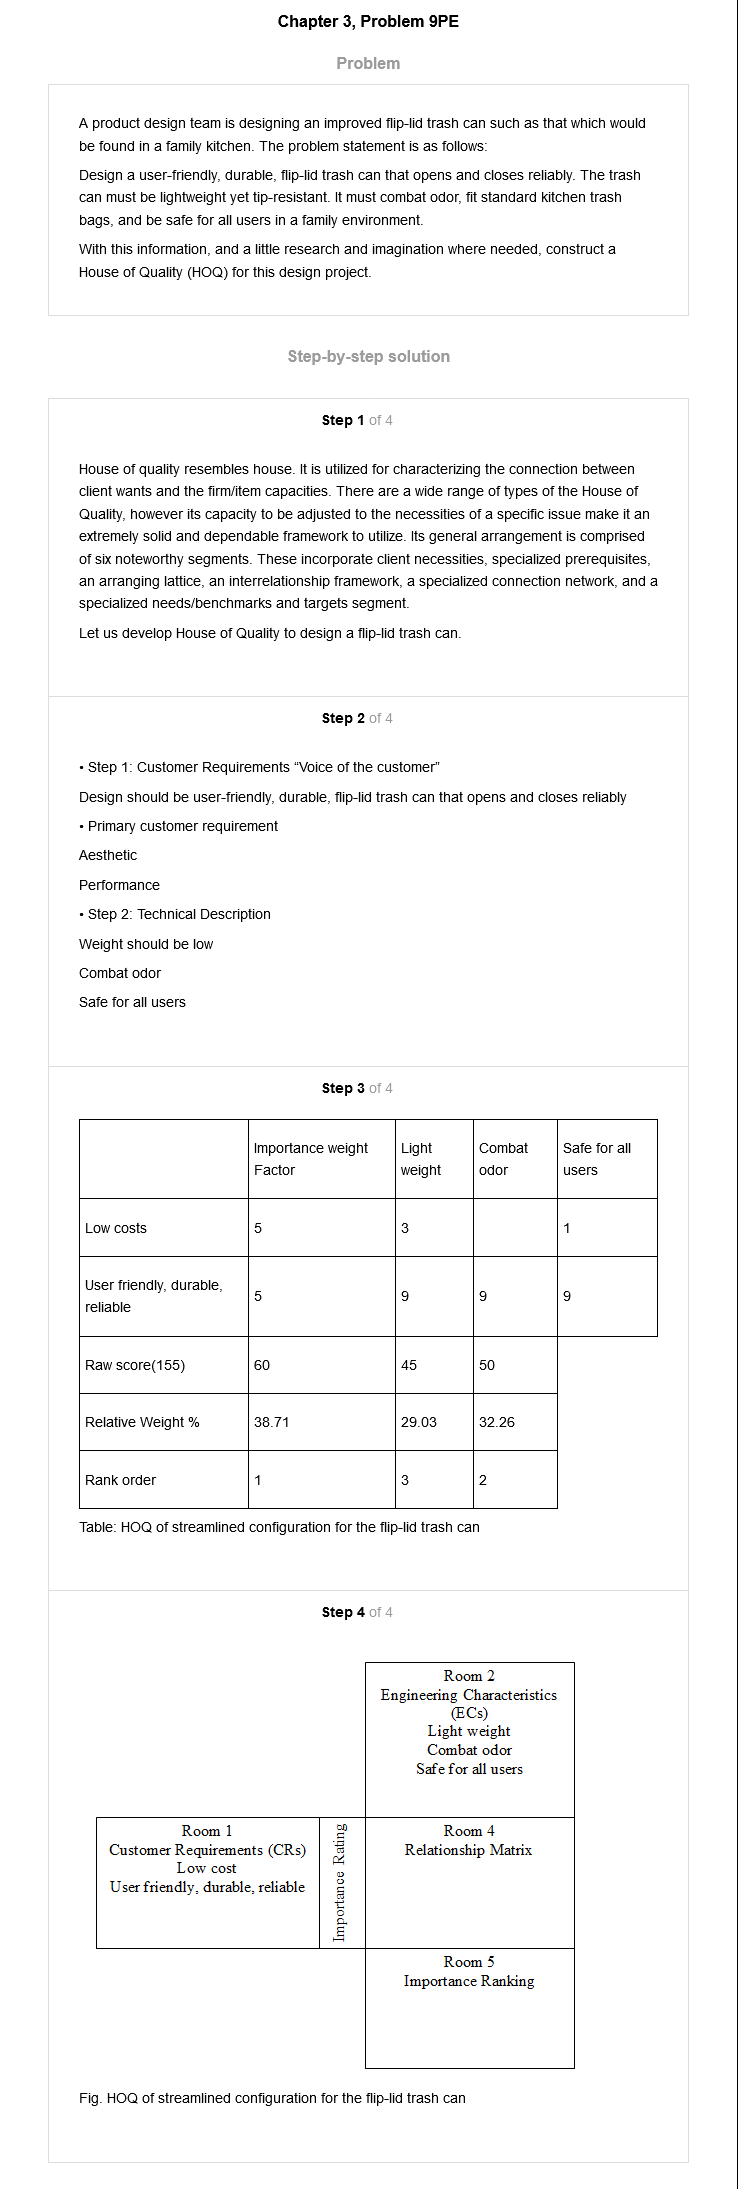 Chapter 3, Problem 9PE
Problem
A product design team is designing an improved flip-lid trash can such as that which would
be found in a family kitchen. The problem statement is as follows:
Design a user-friendly, durable, flip-lid trash can that opens and closes reliably. The trash
can must be lightweight yet tip-resistant. It must combat odor, fit standard kitchen trash
bags, and be safe for all users in a family environment.
With this information, and a little research and imagination where needed, construct a
House of Quality (HOQ) for this design project.
Step-by-step solution
Step 1 of 4
House of quality resembles house. It is utilized for characterizing the connection between
client wants and the firm/item capacities. There are a wide range of types of the House of
Quality, however its capacity to be adjusted to the necessities of a specific issue make it an
extremely solid and dependable framework to utilize. Its general arrangement is comprised
of six noteworthy segments. These incorporate client necessities, specialized prerequisites,
an arranging lattice, an interrelationship framework, a specialized connection network, and a
specialized needs/benchmarks and targets segment.
Let us develop House of Quality to design a flip-lid trash can.
Step 2 of 4
• Step 1: Customer Requirements “Voice of the customer”
Design should be user-friendly, durable, flip-lid trash can that opens and closes reliably
• Primary customer requirement
Aesthetic
Performance
• Step 2: Technical Description
Weight should be low
Combat odor
Safe for all users
Step 3 of 4
Importance weight Light Combat Safe for all
Factor weight odor users
Low costs 5 3 1
User friendly, durable,
reliable 5 9 9 9
Raw score(155) 60 45 50
Relative Weight % 38.71 29.03 32.26
Rank order 1 3 2
Table: HOQ of streamlined configuration for the flip-lid trash can
Step 4 of 4
Room 2
Engineering Characteristics
(ECs)
Light weight
Combat odor
Safe for all users
Room 1
Customer Requirements (CRs)
Low cost
User friendly, durable, reliable
Importance Rating
Room 4
Relationship Matrix
Room 5
Importance Ranking
Fig. HOQ of streamlined configuration for the flip-lid trash can